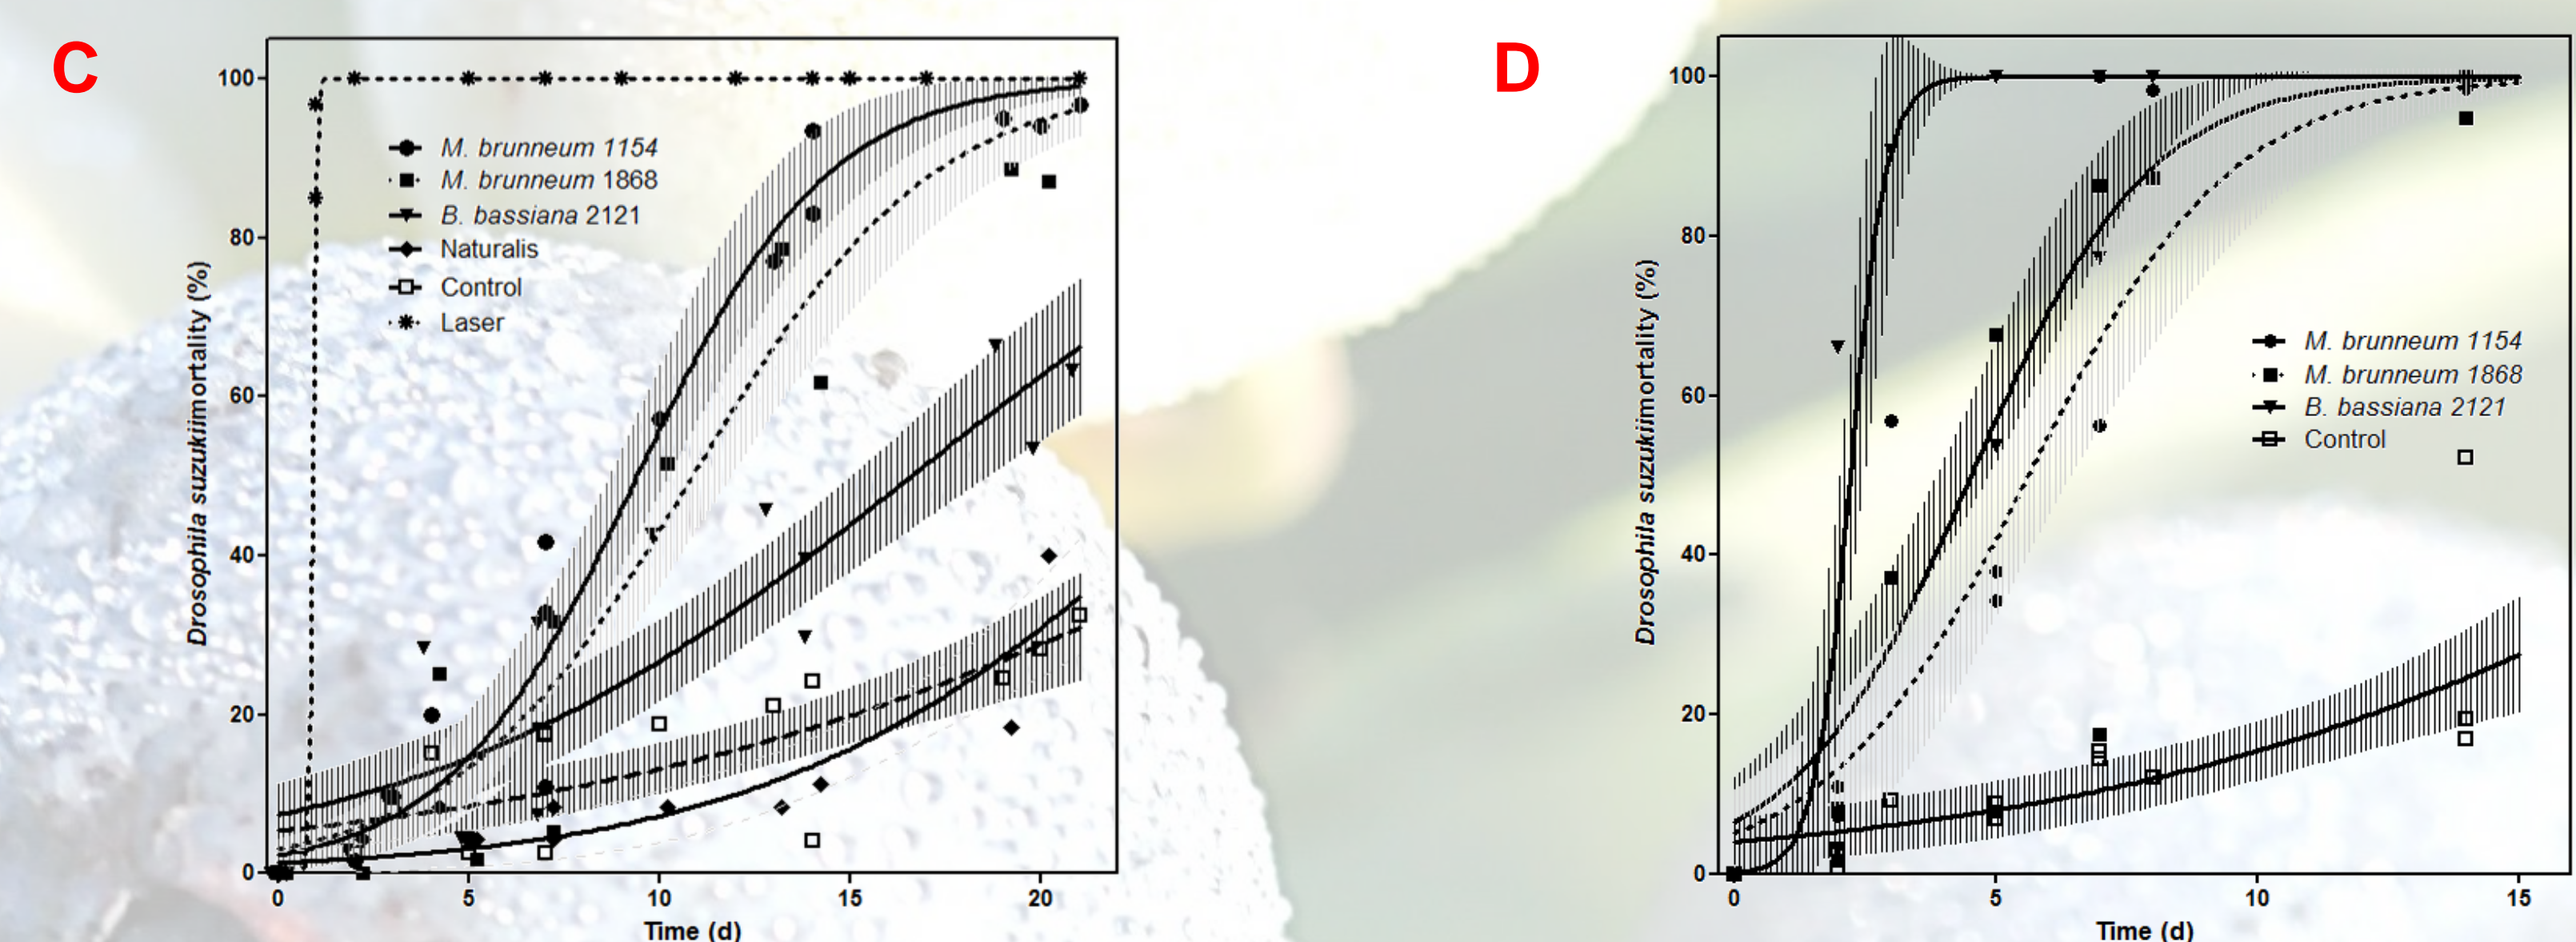 C
100
80
60
40
20
0
Drosophila suzukiimortality (%)
M. brunneum 1154
M. brunneum 1868
B. bassiana 2121
Naturalis
Control
Laser
0 5 10 15 20
Time (d)
D
100
80
60
40
20
0
Drosophila suzukiimortality (%)
M. brunneum 1154
M. brunneum 1868
B. bassiana 2121
Control
0 5 10 15
Time (d)